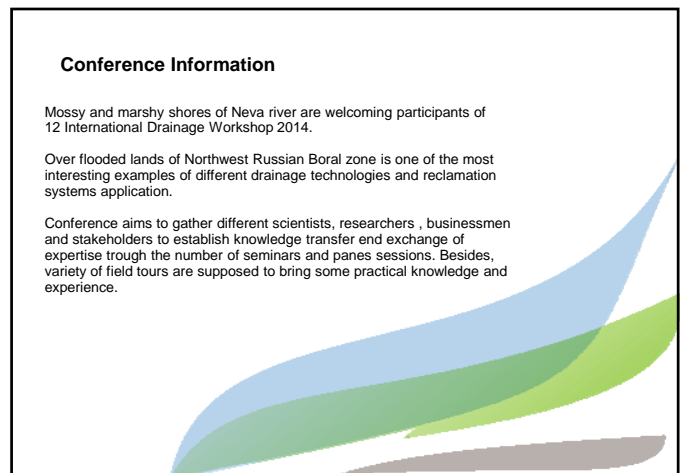 Conference Information
Mossy and marshy shores of Neva river are welcoming participants of
12 International Drainage Workshop 2014.
Over flooded lands of Northwest Russian Boral zone is one of the most
interesting examples of different drainage technologies and reclamation
systems application.
Conference aims to gather different scientists, researchers , businessmen
and stakeholders to establish knowledge transfer end exchange of
expertise trough the number of seminars and panes sessions. Besides,
variety of field tours are supposed to bring some practical knowledge and
experience.